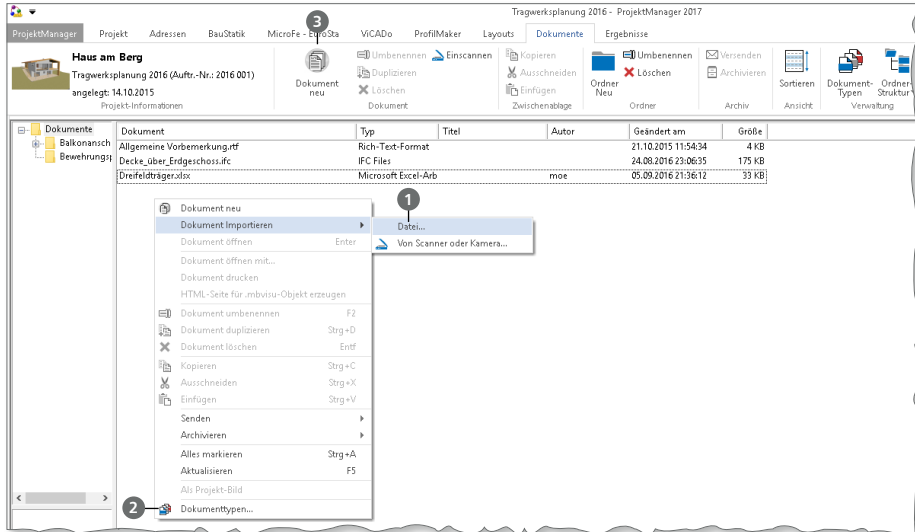 Tragwerksplanung 2016 - ProjektManager 2017
ProjektManager Projekt Adressen BauStatik MicroFe - EuroSta ViCADo ProfilMaker Layouts Dokumente Ergebnisse
3
Haus am Berg
Tragwerksplanung 2016 (Auftr.-Nr.: 2016 001)
angelegt: 14.10.2015
Projekt-Informationen
Dokument
neu
Umbenennen
Duplizieren
Löschen
Einscannen
Dokument
Kopieren
Ausschneiden
Einfügen
Zwischenablage
Ordner
Neu
Umbenennen
Löschen
Ordner
Versenden
Archivieren
Archiv
Sortieren
Ansicht
Dokument-
Typen
Ordner-
Struktur
Verwaltung
Dokumente
Balkonansch
Bewehrungsp
Dokument Typ Titel Autor Geändert am Größe
Allgemeine Vorbemerkung.rtf Rich-Text-Format 21.10.2015 11:54:34 4 KB
Decke_über_Erdgeschoss.ifc IFC Files 24.08.2016 23:06:35 175 KB
Dreifeldträger.xlsx Microsoft Excel-Arb moe 05.09.2016 21:36:12 33 KB
Dokument neu
Dokument Importieren
Dokument öffnen Enter
Dokument öffnen mit...
Dokument drucken
HTML-Seite für .mbvisu-Objekt erzeugen
Dokument umbenennen F2
Dokument duplizieren Strg+D
Dokument löschen Entf
Kopieren Strg+C
Ausschneiden Strg+X
Einfügen Strg+V
Senden
Archivieren
Alles markieren Strg+A
Aktualisieren F5
Als Projekt-Bild
2 Dokumenttypen...
1
Datei...
Von Scanner oder Kamera...